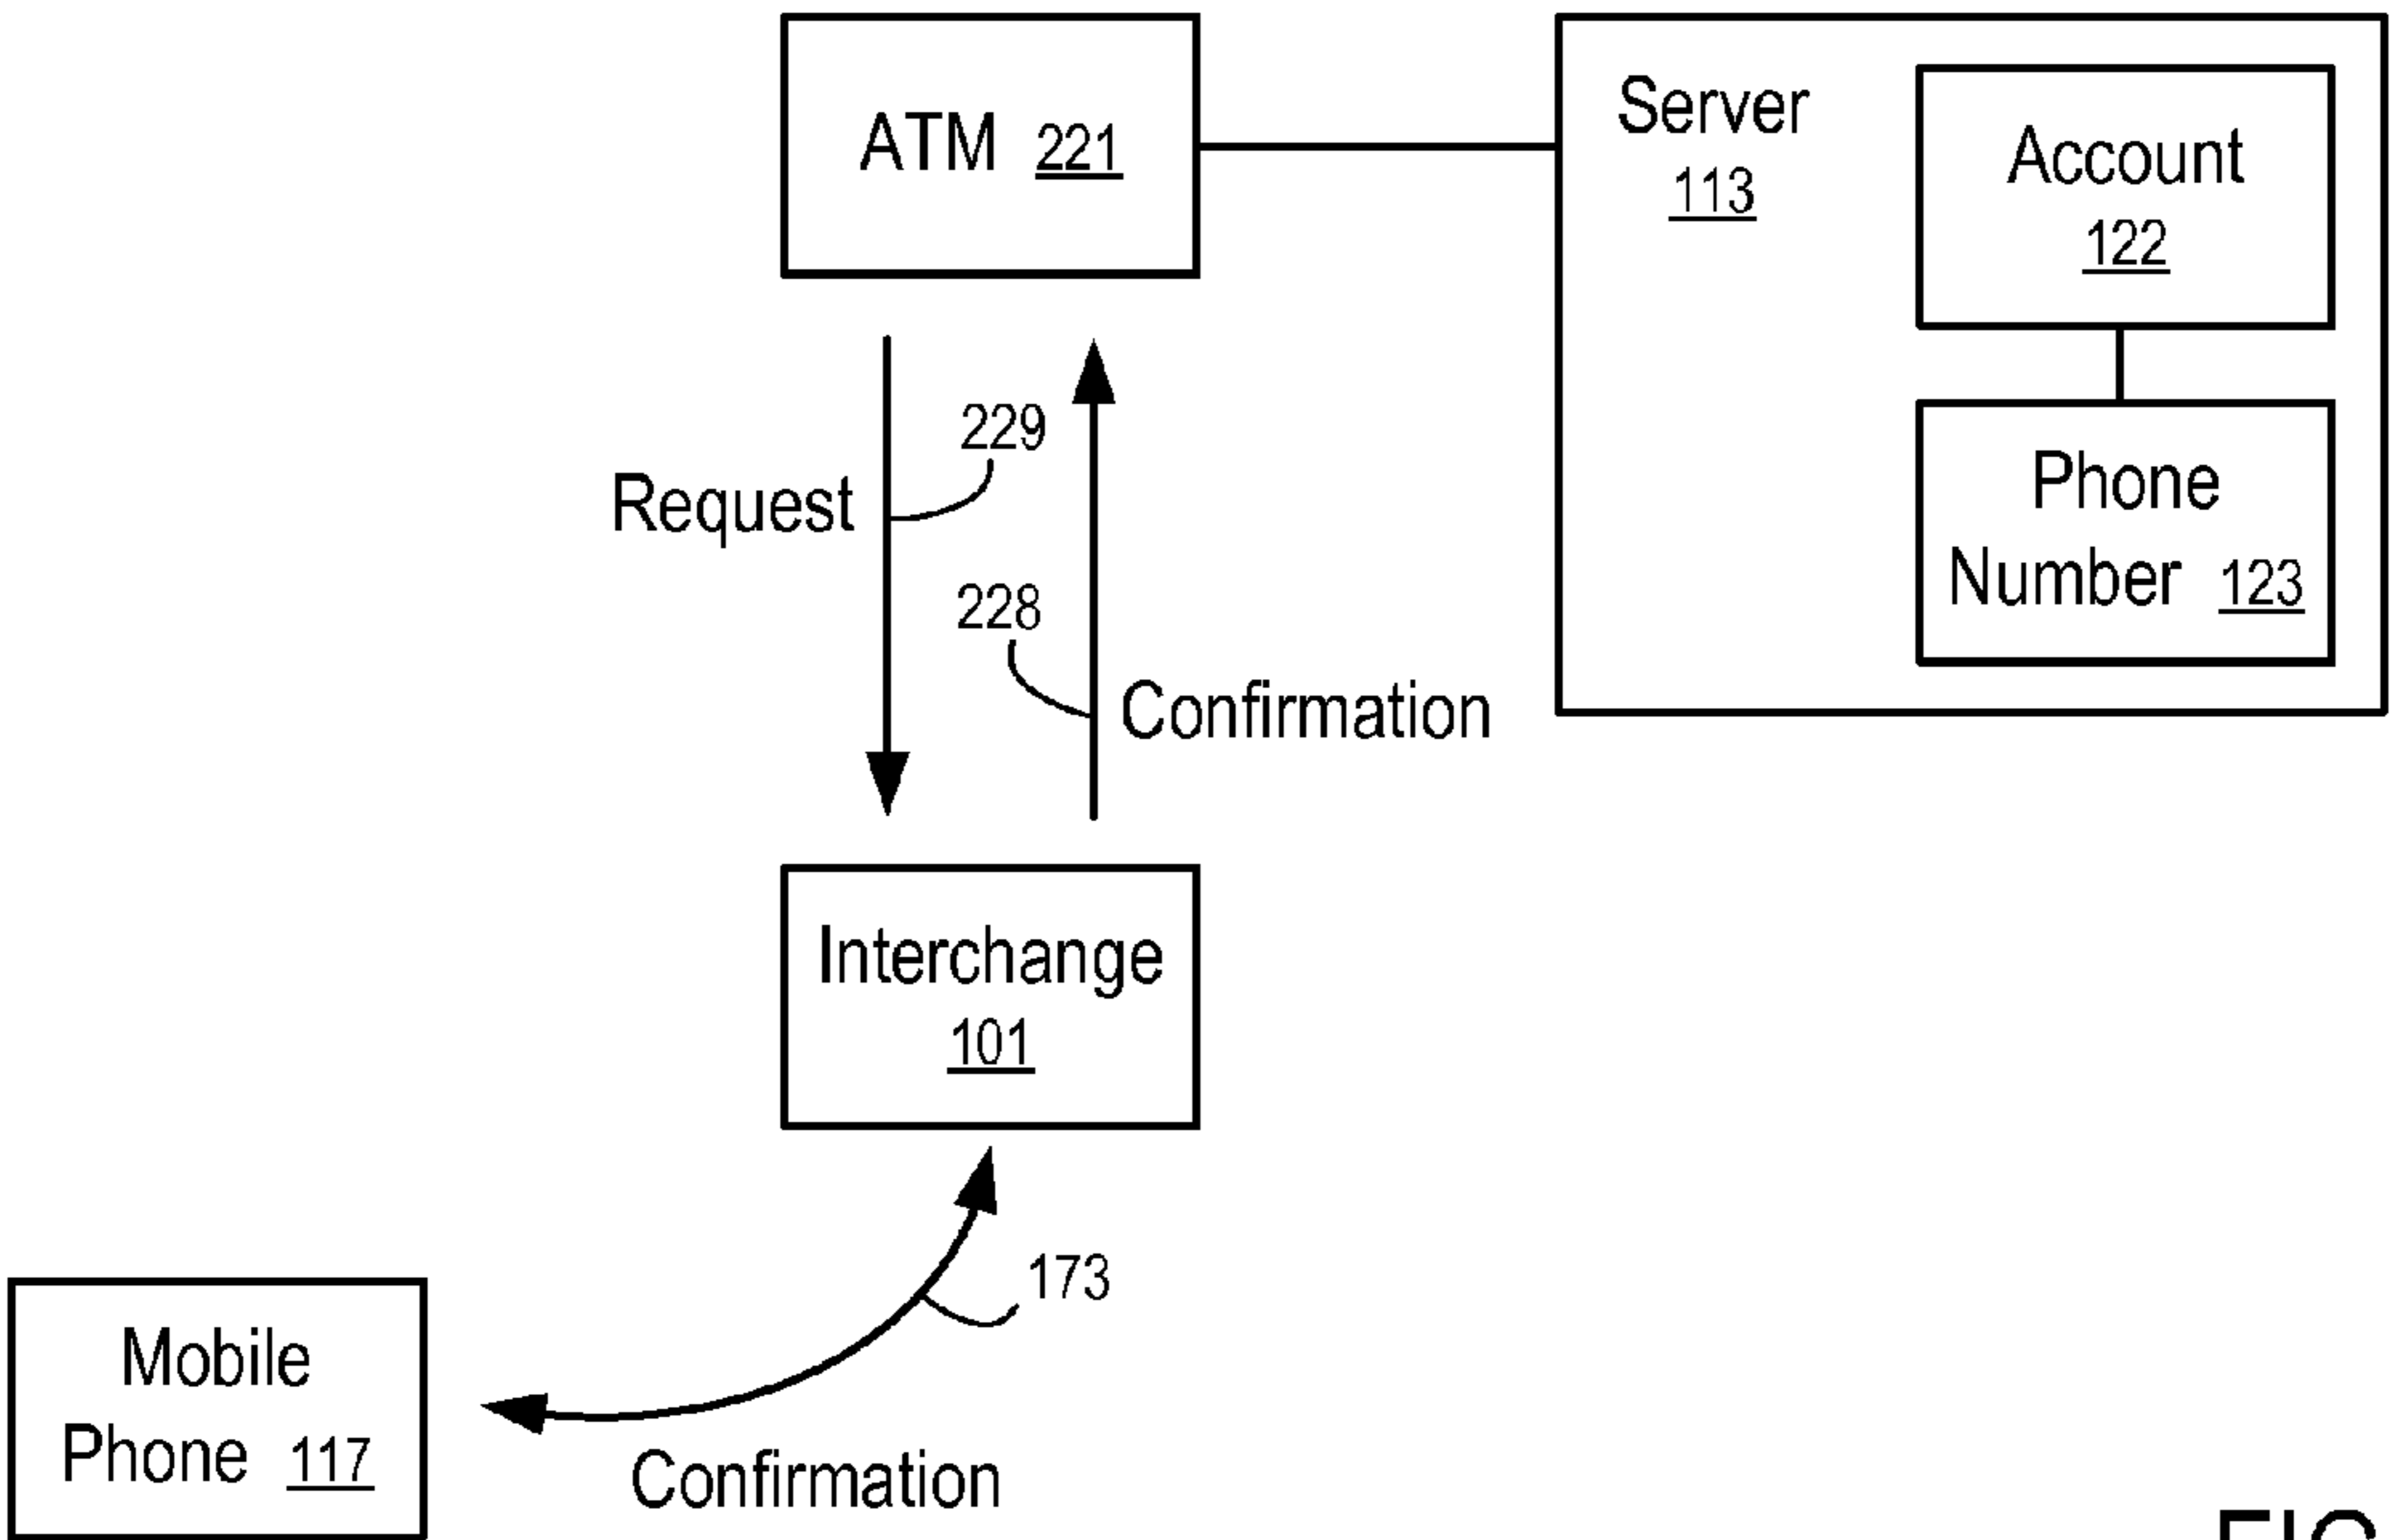 ATM 221
Server
113
Account
122
Phone
Number 123
229
Request
228
Confirmation
Interchange
101
173
Mobile
Phone 117
Confirmation